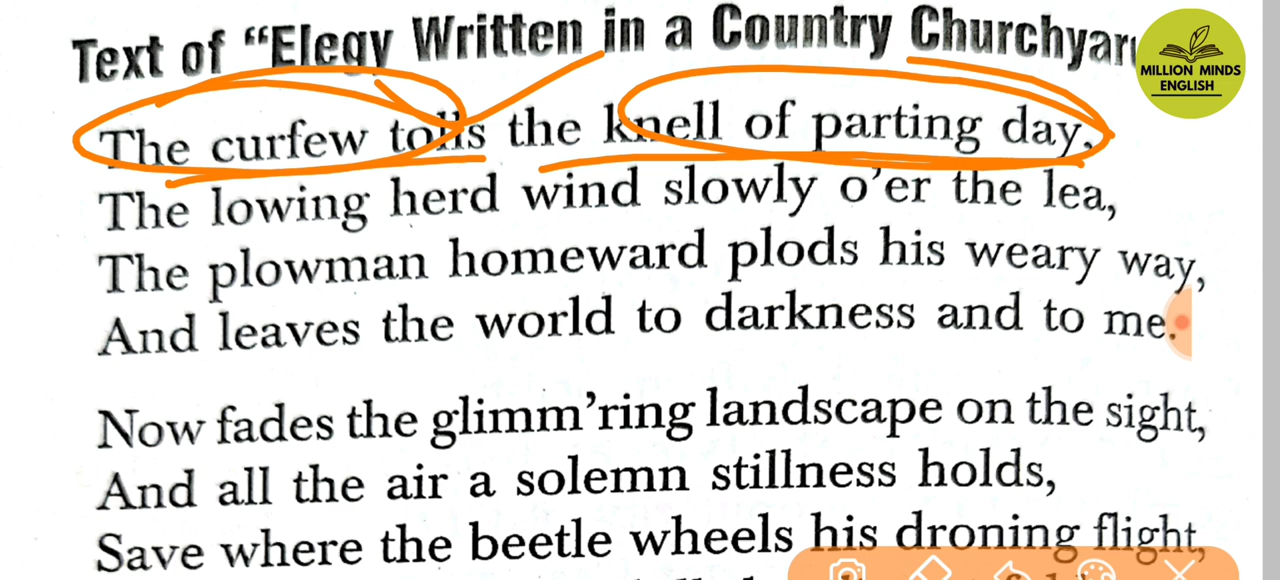 Text of “Elegy Written in a Country Churchyar
MILLION MINDS
ENGLISH
The curfew tolls the knell of parting day,
The lowing herd wind slowly o’er the lea,
The plowman homeward plods his weary way,
And leaves the world to darkness and to me.
Now fades the glimm’ring landscape on the sight,
And all the air a solemn stillness holds,
Save where the beetle wheels his droning flight,